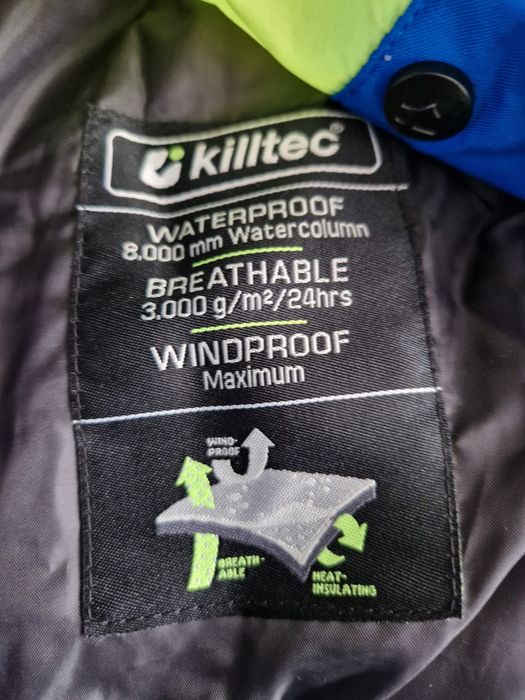 killtec®
WATERPROOF
8.000 mm Watercolumn
BREATHABLE
3.000 g/m²/24hrs
WINDPROOF
Maximum
WIND-
PROOF
BREATH-
ABLE
HEAT-
INSULATING